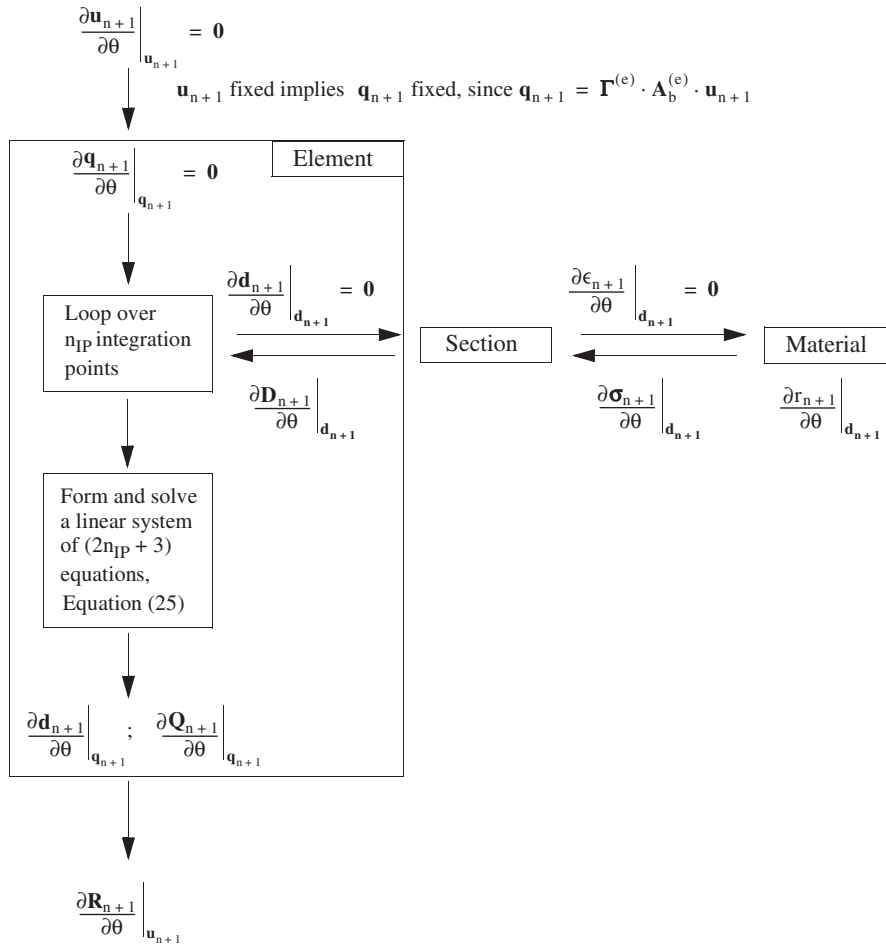 ∂u_{n+1}/∂θ |_{u_{n+1}} = 0
u_{n+1} fixed implies q_{n+1} fixed, since q_{n+1} = Γ^{(e)} · A_b^{(e)} · u_{n+1}
Element
∂q_{n+1}/∂θ |_{q_{n+1}} = 0
Loop over
n_{IP} integration
points
∂d_{n+1}/∂θ |_{d_{n+1}} = 0
∂D_{n+1}/∂θ |_{d_{n+1}}
Section
∂ϵ_{n+1}/∂θ |_{d_{n+1}} = 0
∂σ_{n+1}/∂θ |_{d_{n+1}}
Material
∂r_{n+1}/∂θ |_{d_{n+1}}
Form and solve
a linear system
of (2n_{IP} + 3)
equations,
Equation (25)
∂d_{n+1}/∂θ |_{q_{n+1}} ; ∂Q_{n+1}/∂θ |_{q_{n+1}}
∂R_{n+1}/∂θ |_{u_{n+1}}